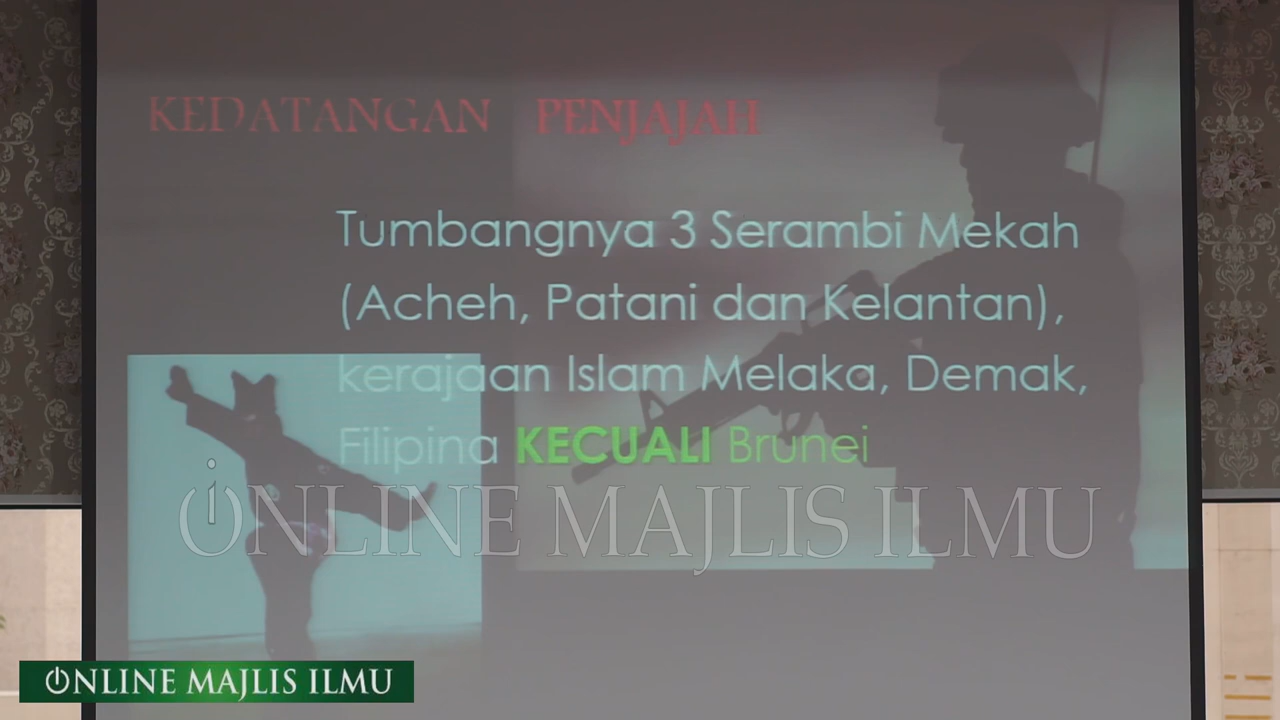 KEDATANGAN PENJAJAH
Tumbangnya 3 Serambi Mekah
(Acheh, Patani dan Kelantan),
kerajaan Islam Melaka, Demak,
Filipina KECUALI Brunei
ONLINE MAJLIS ILMU
ONLINE MAJLIS ILMU